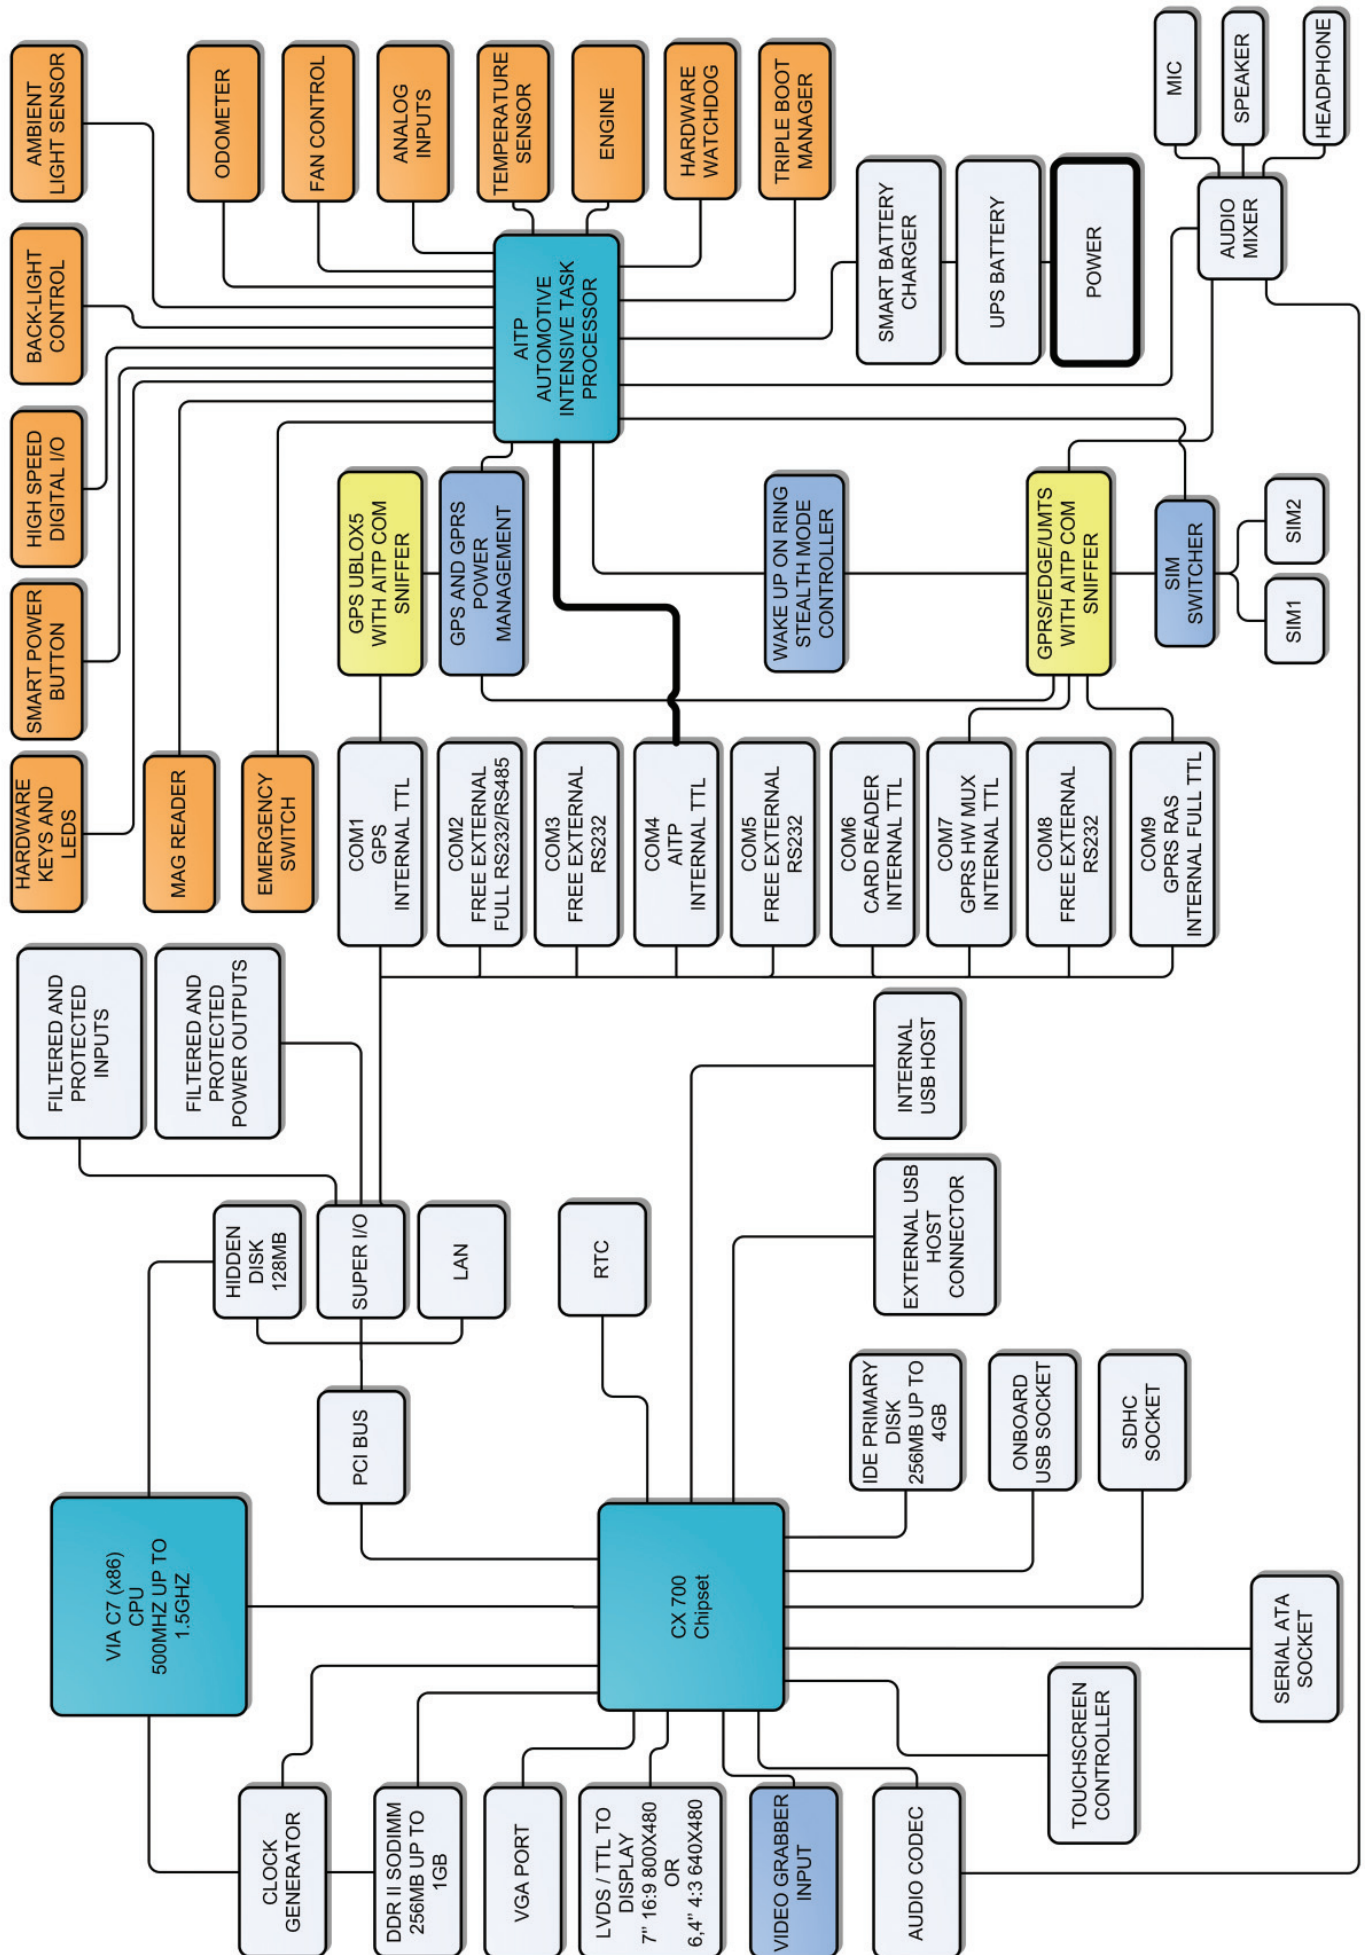 VIA C7 (x86)
CPU
500MHZ UP TO
1.5GHZ
CLOCK
GENERATOR
DDR II SODIMM
256MB UP TO
1GB
VGA PORT
LVDS / TTL TO
DISPLAY
7" 16:9 800X480
OR
6,4" 4:3 640X480
VIDEO GRABBER
INPUT
AUDIO CODEC
TOUCHSCREEN
CONTROLLER
SERIAL ATA
SOCKET
CX 700
Chipset
PCI BUS
IDE PRIMARY
DISK
256MB UP TO
4GB
ONBOARD
USB SOCKET
SDHC
SOCKET
HIDDEN
DISK
128MB
SUPER I/O
LAN
RTC
EXTERNAL USB
HOST
CONNECTOR
INTERNAL
USB HOST
FILTERED AND
PROTECTED
INPUTS
FILTERED AND
PROTECTED
POWER OUTPUTS
COM1
GPS
INTERNAL TTL
COM2
FREE EXTERNAL
FULL RS232/RS485
COM3
FREE EXTERNAL
RS232
COM4
AITP
INTERNAL TTL
COM5
FREE EXTERNAL
RS232
COM6
CARD READER
INTERNAL TTL
COM7
GPRS HW MUX
INTERNAL TTL
COM8
FREE EXTERNAL
RS232
COM9
GPRS RAS
INTERNAL FULL TTL
HARDWARE
KEYS AND
LEDS
MAG READER
EMERGENCY
SWITCH
SMART POWER
BUTTON
HIGH SPEED
DIGITAL I/O
BACK-LIGHT
CONTROL
AMBIENT
LIGHT SENSOR
ODOMETER
FAN CONTROL
ANALOG
INPUTS
TEMPERATURE
SENSOR
ENGINE
HARDWARE
WATCHDOG
TRIPLE BOOT
MANAGER
GPS UBLOX5
WITH AITP COM
SNIFFER
GPS AND GPRS
POWER
MANAGEMENT
WAKE UP ON RING
STEALTH MODE
CONTROLLER
GPRS/EDGE/UMTS
WITH AITP COM
SNIFFER
SIM
SWITCHER
SIM1
SIM2
AITP
AUTOMOTIVE
INTENSIVE TASK
PROCESSOR
SMART BATTERY
CHARGER
UPS BATTERY
POWER
AUDIO
MIXER
MIC
SPEAKER
HEADPHONE